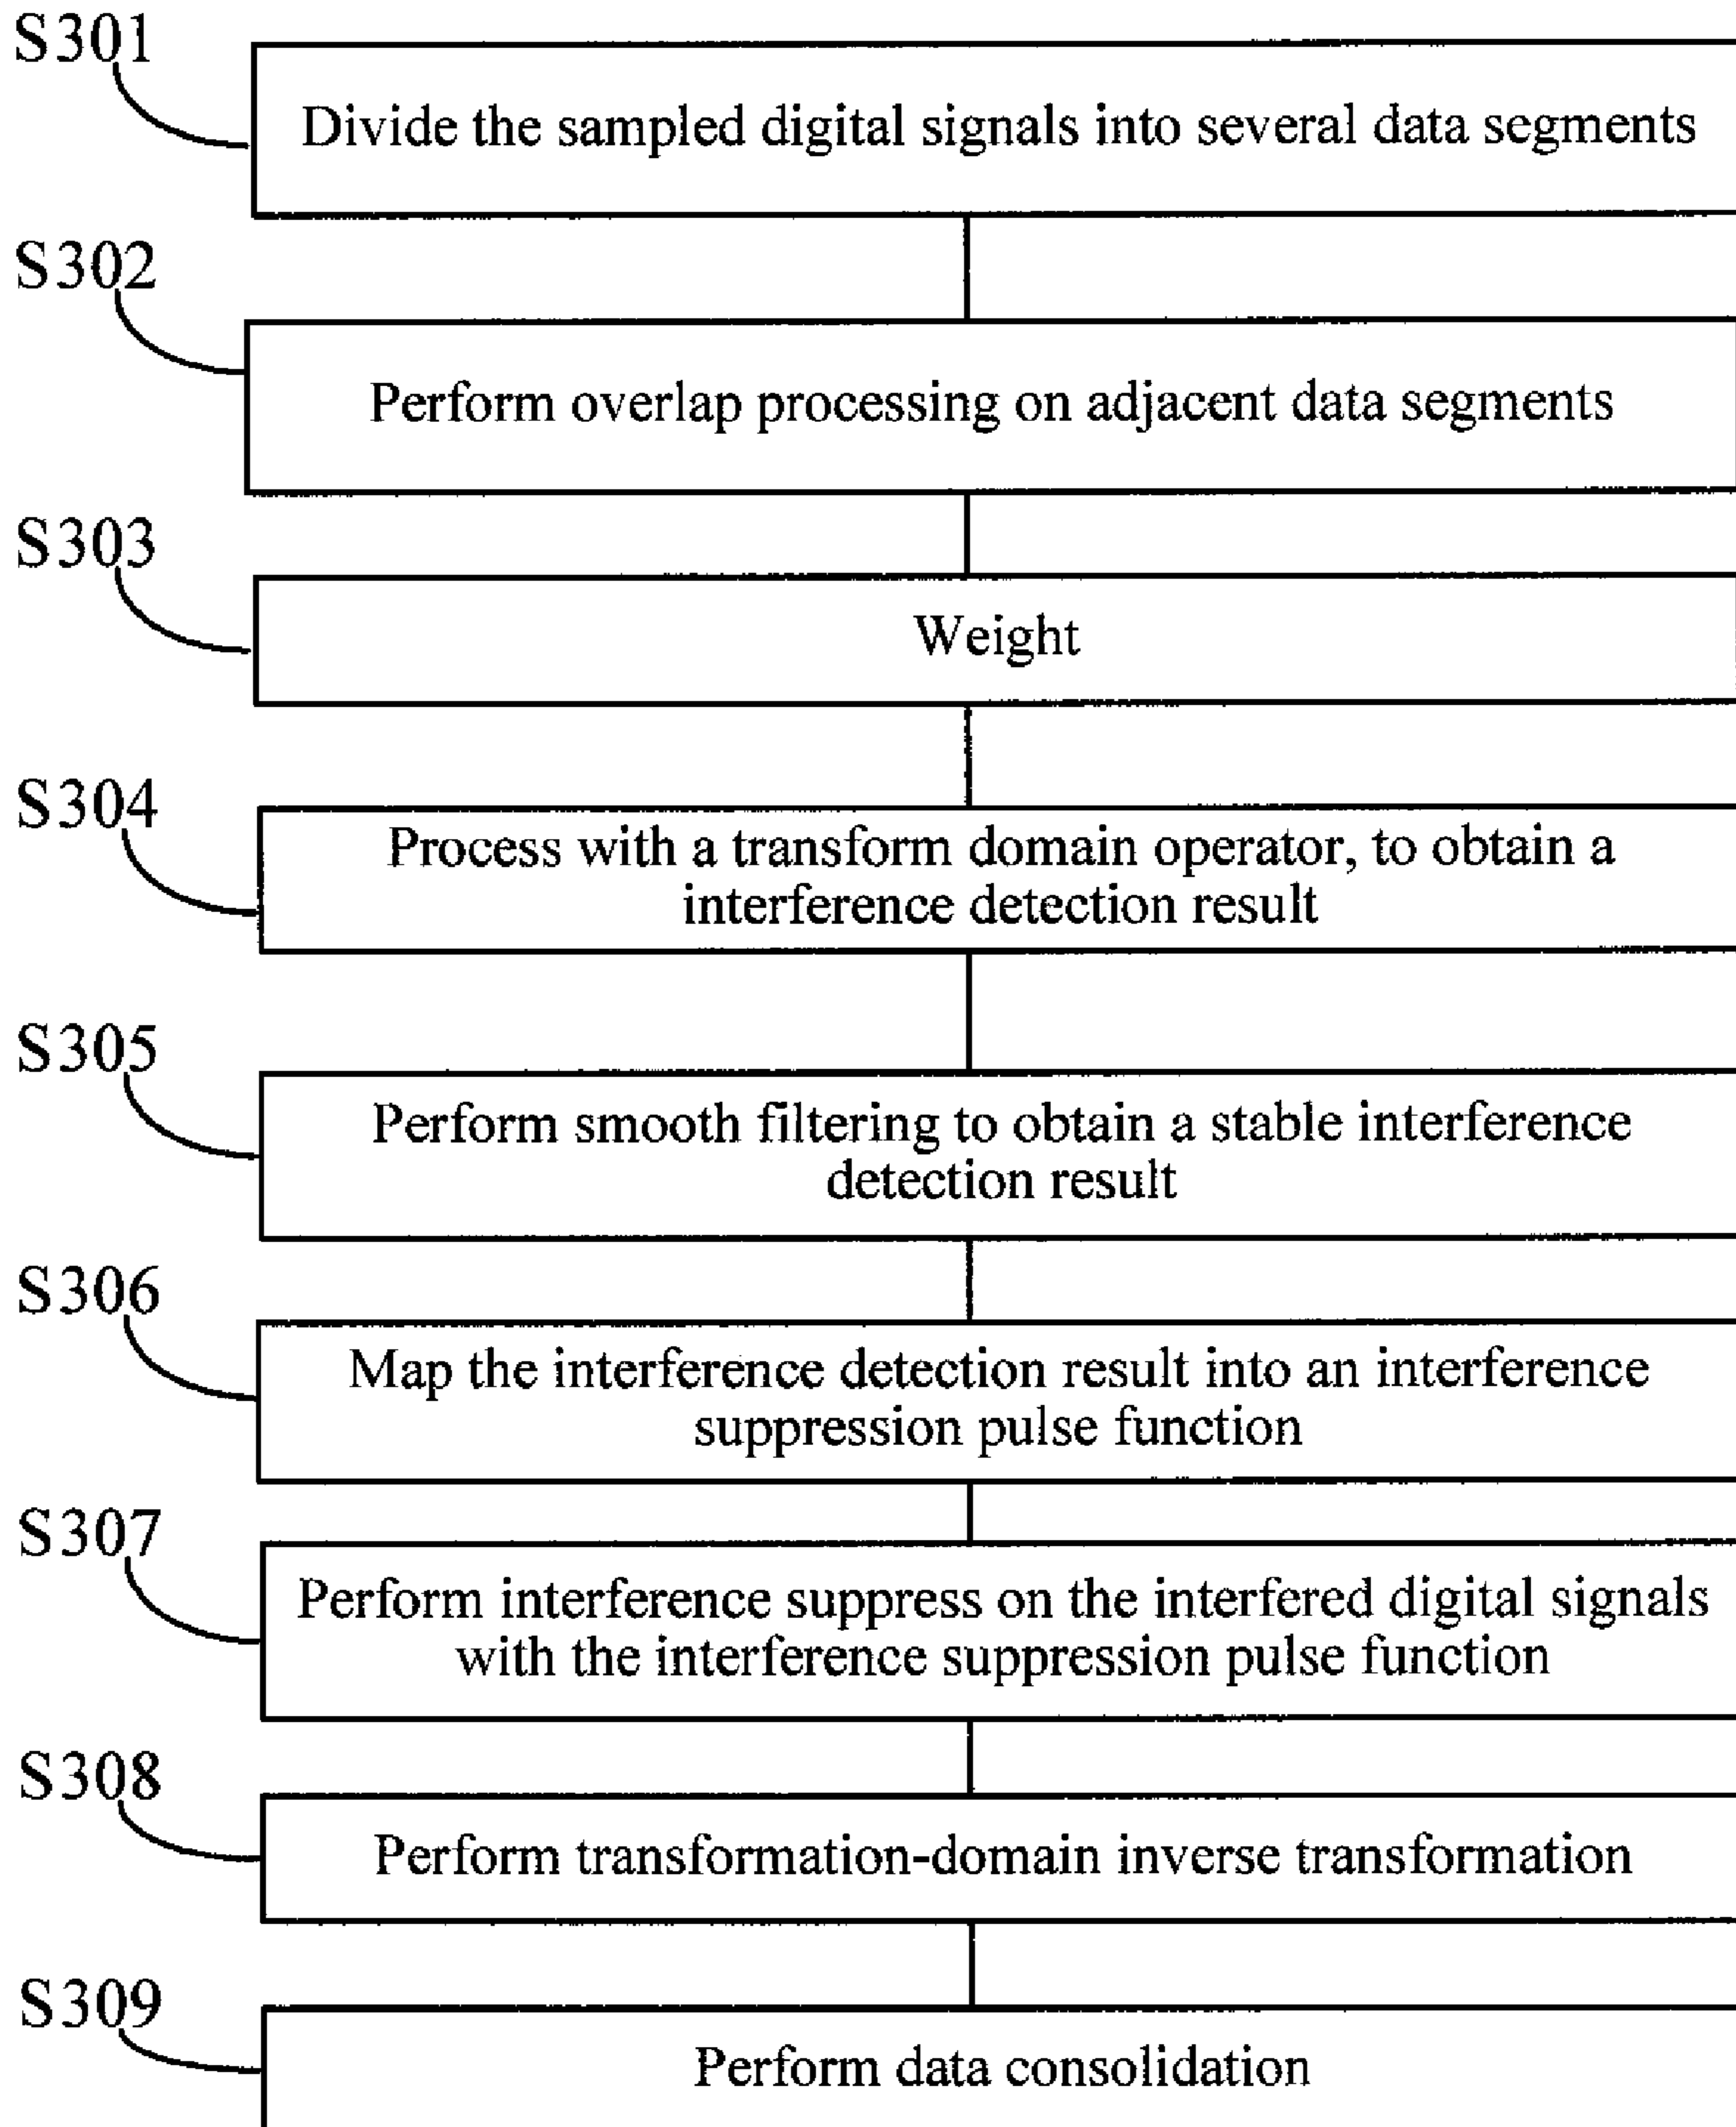 S301
Divide the sampled digital signals into several data segments
S302
Perform overlap processing on adjacent data segments
S303
Weight
S304
Process with a transform domain operator, to obtain a
interference detection result
S305
Perform smooth filtering to obtain a stable interference
detection result
S306
Map the interference detection result into an interference
suppression pulse function
S307
Perform interference suppress on the interfered digital signals
with the interference suppression pulse function
S308
Perform transformation-domain inverse transformation
S309
Perform data consolidation